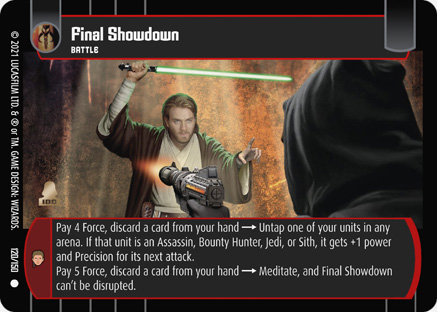 Final Showdown
BATTLE
© 2021 LUCASFILM LTD. & ® or TM. GAME DESIGN: WIZARDS.
120/150
IDC
Pay 4 Force, discard a card from your hand → Untap one of your units in any
arena. If that unit is an Assassin, Bounty Hunter, Jedi, or Sith, it gets +1 power
and Precision for its next attack.
Pay 5 Force, discard a card from your hand → Meditate, and Final Showdown
can't be disrupted.